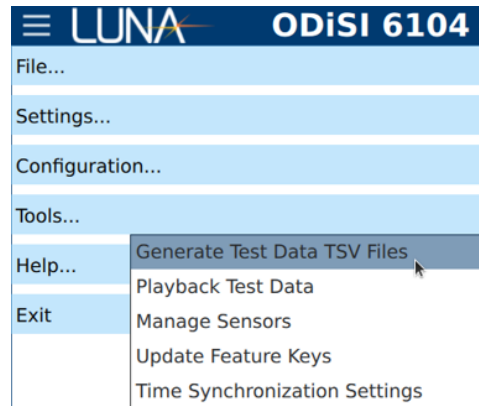 LUNA ODiSI 6104
File...
Settings...
Configuration...
Tools...
Generate Test Data TSV Files
Help...
Playback Test Data
Manage Sensors
Exit
Update Feature Keys
Time Synchronization Settings